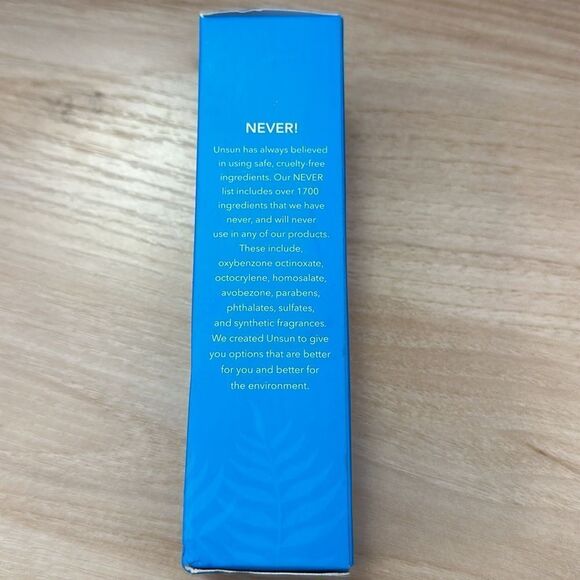 NEVER!
Unsun has always believed
in using safe, cruelty-free
ingredients. Our NEVER
list includes over 1700
ingredients that we have
never, and will never
use in any of our products.
These include,
oxybenzone octinoxate,
octocrylene, homosalate,
avobezone, parabens,
phthalates, sulfates,
and synthetic fragrances.
We created Unsun to give
you options that are better
for you and better for
the environment.